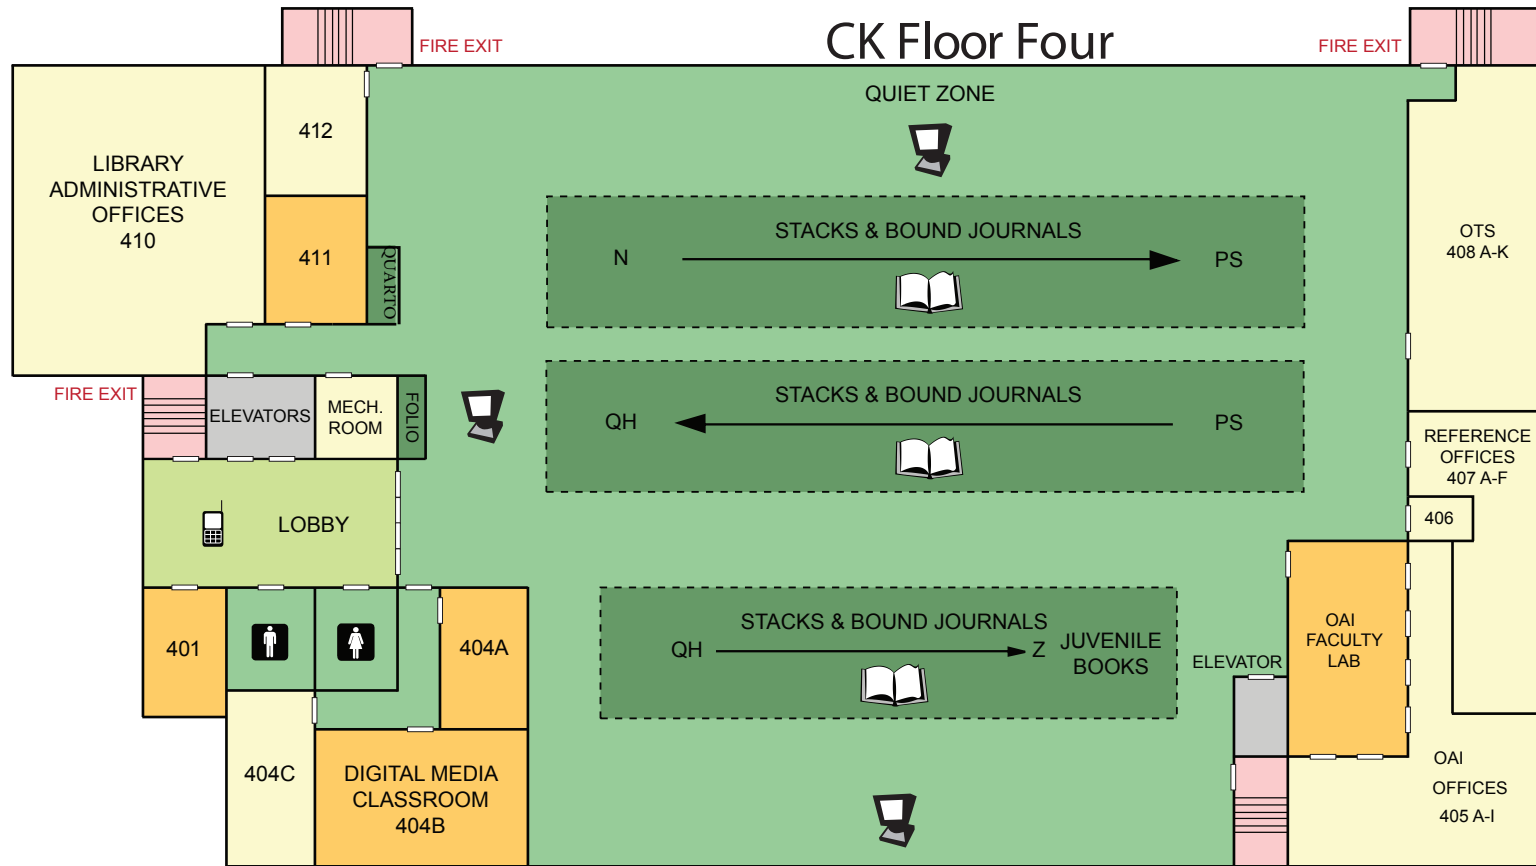 CK Floor Four
FIRE EXIT
FIRE EXIT
QUIET ZONE
412
LIBRARY
ADMINISTRATIVE
OFFICES
410
411
QUARTO
STACKS & BOUND JOURNALS
N
PS
OTS
408 A-K
FIRE EXIT
ELEVATORS
MECH.
ROOM
FOLIO
STACKS & BOUND JOURNALS
QH
PS
REFERENCE
OFFICES
407 A-F
406
LOBBY
401
404A
STACKS & BOUND JOURNALS
QH
Z
JUVENILE
BOOKS
ELEVATOR
OAI
FACULTY
LAB
404C
DIGITAL MEDIA
CLASSROOM
404B
OAI
OFFICES
405 A-I